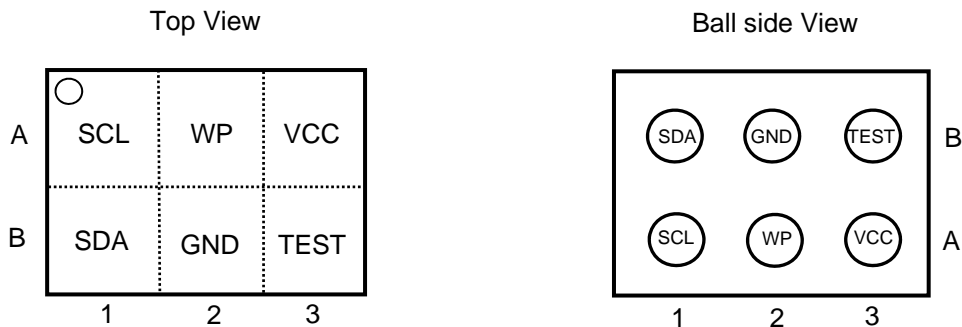 Top View
A SCL WP VCC
B SDA GND TEST
1 2 3
Ball side View
SDA GND TEST B
SCL WP VCC A
1 2 3